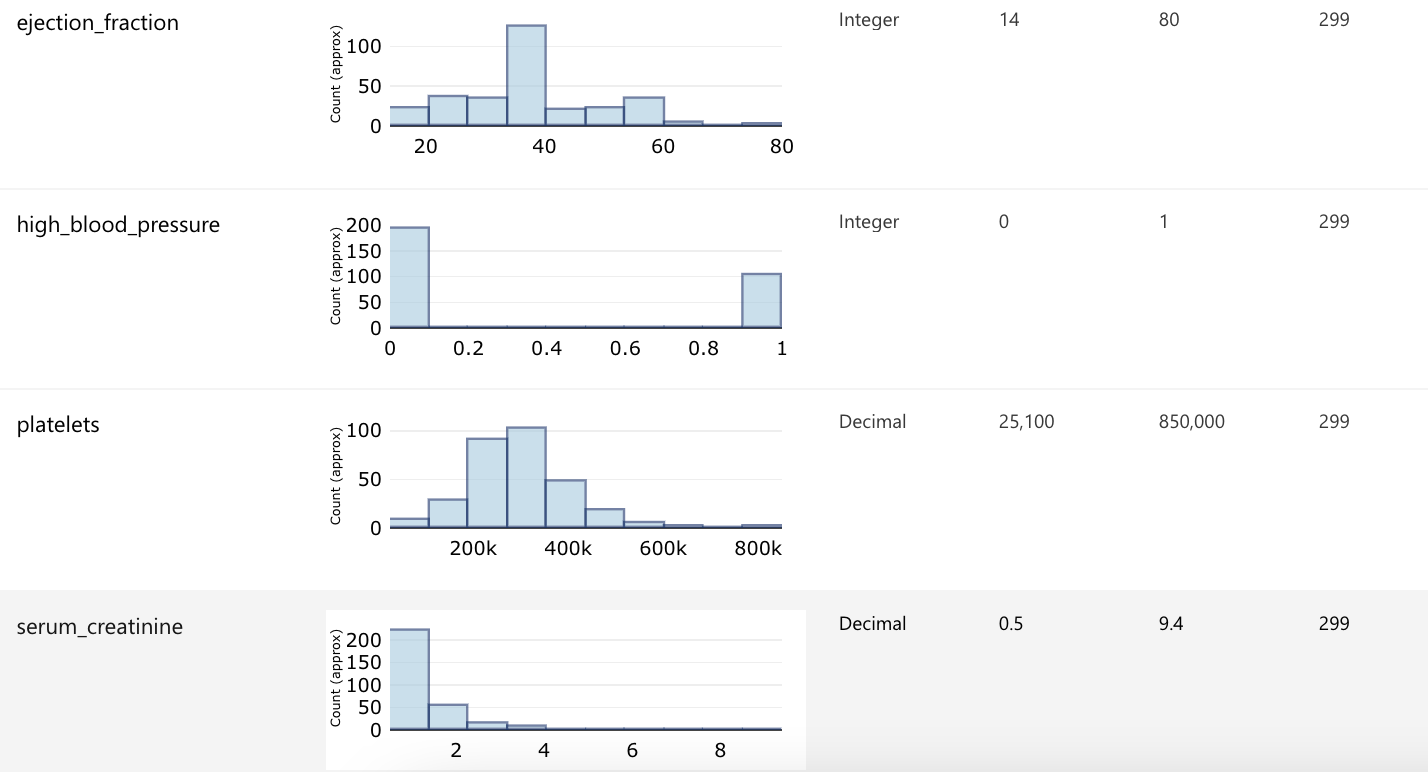 ejection_fraction
Count (approx)
100
50
0
20 40 60 80
Integer 14 80 299
high_blood_pressure
Count (approx)
200
150
100
50
0
0 0.2 0.4 0.6 0.8 1
Integer 0 1 299
platelets
Count (approx)
100
50
0
200k 400k 600k 800k
Decimal 25,100 850,000 299
serum_creatinine
Count (approx)
200
150
100
50
0
2 4 6 8
Decimal 0.5 9.4 299